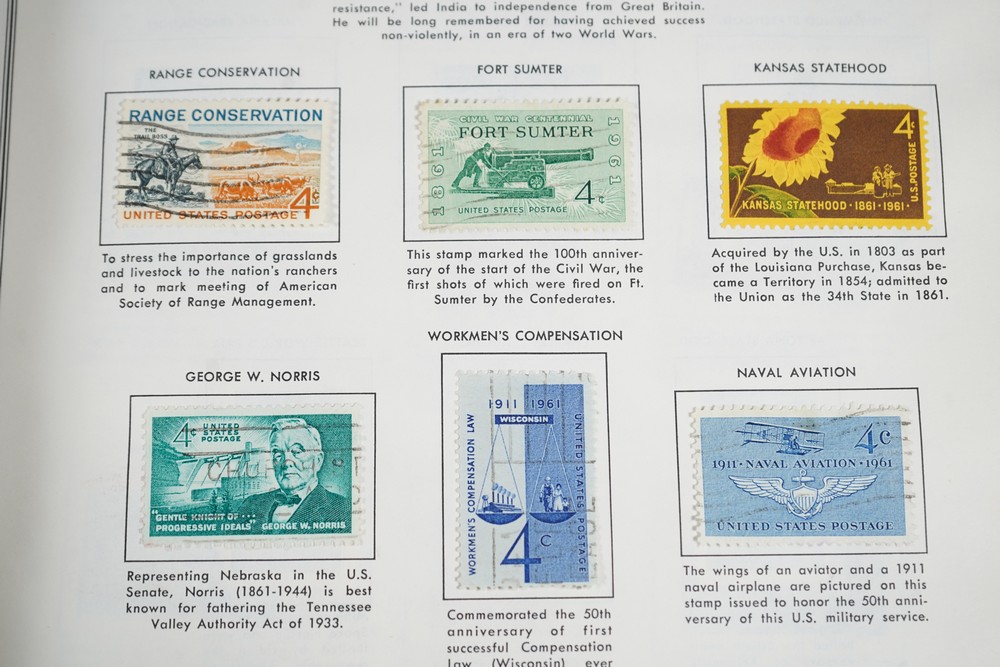 resistance," led India to independence from Great Britain.
He will be long remembered for having achieved success
non-violently, in an era of two World Wars.
RANGE CONSERVATION
RANGE CONSERVATION
THE
TRAIL BOSS
4¢
UNITED STATES POSTAGE
To stress the importance of grasslands
and livestock to the nation's ranchers
and to mark meeting of American
Society of Range Management.
FORT SUMTER
CIVIL WAR CENTENNIAL
FORT SUMTER
1861
1961
4c
UNITED STATES POSTAGE
This stamp marked the 100th anniver-
sary of the start of the Civil War, the
first shots of which were fired on Ft.
Sumter by the Confederates.
KANSAS STATEHOOD
4c
U.S. POSTAGE
KANSAS STATEHOOD · 1861 · 1961 ·
Acquired by the U.S. in 1803 as part
of the Louisiana Purchase, Kansas be-
came a Territory in 1854; admitted to
the Union as the 34th State in 1861.
GEORGE W. NORRIS
4c
UNITED
STATES
POSTAGE
"GENTLE KNIGHT OF...
PROGRESSIVE IDEALS"
GEORGE W. NORRIS
Representing Nebraska in the U.S.
Senate, Norris (1861-1944) is best
known for fathering the Tennessee
Valley Authority Act of 1933.
WORKMEN'S COMPENSATION
1911 1961
WISCONSIN
WORKMEN'S COMPENSATION LAW
UNITED STATES POSTAGE
4c
Commemorated the 50th
anniversary of first
successful Compensation
Law (Wisconsin) ever
NAVAL AVIATION
4c
1911 · NAVAL AVIATION · 1961
UNITED STATES POSTAGE
The wings of an aviator and a 1911
naval airplane are pictured on this
stamp issued to honor the 50th anni-
versary of this U.S. military service.